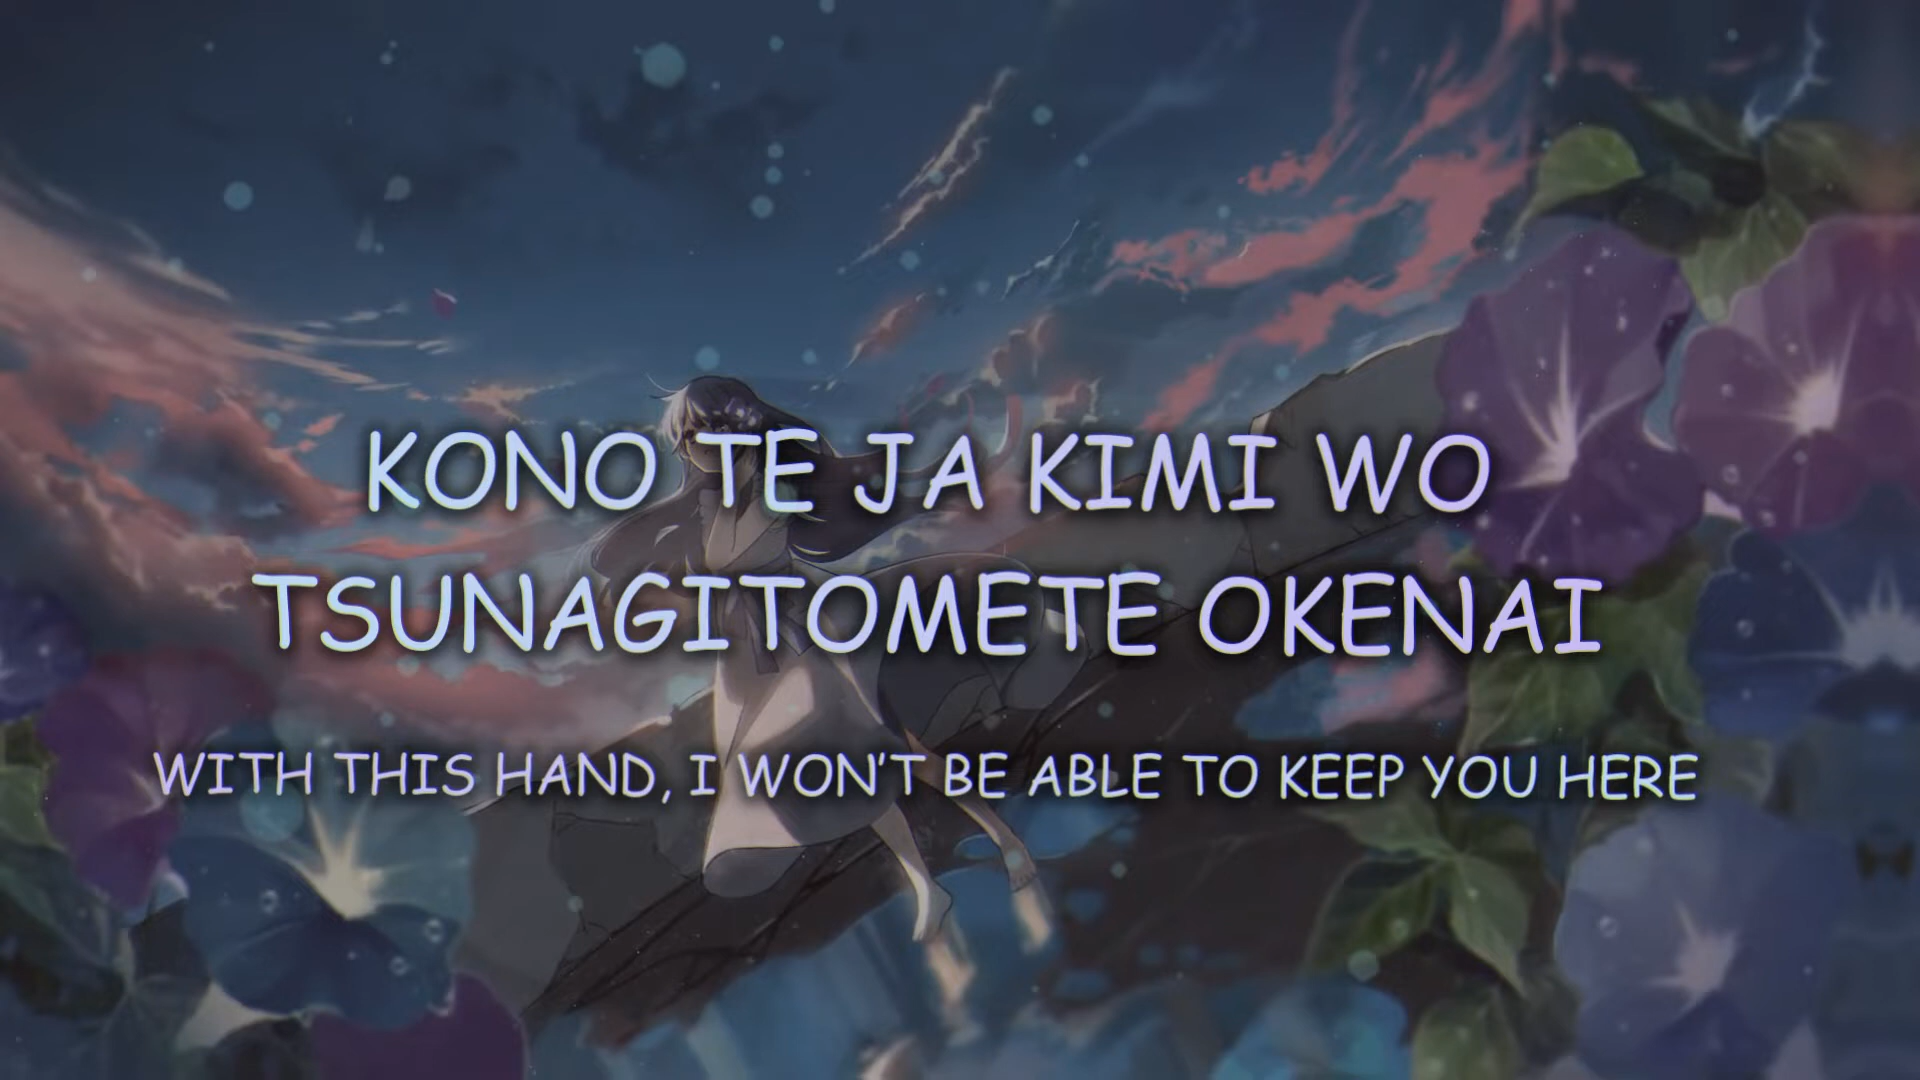 KONO TE JA KIMI WO
TSUNAGITOMETE OKENAI
WITH THIS HAND, I WON'T BE ABLE TO KEEP YOU HERE